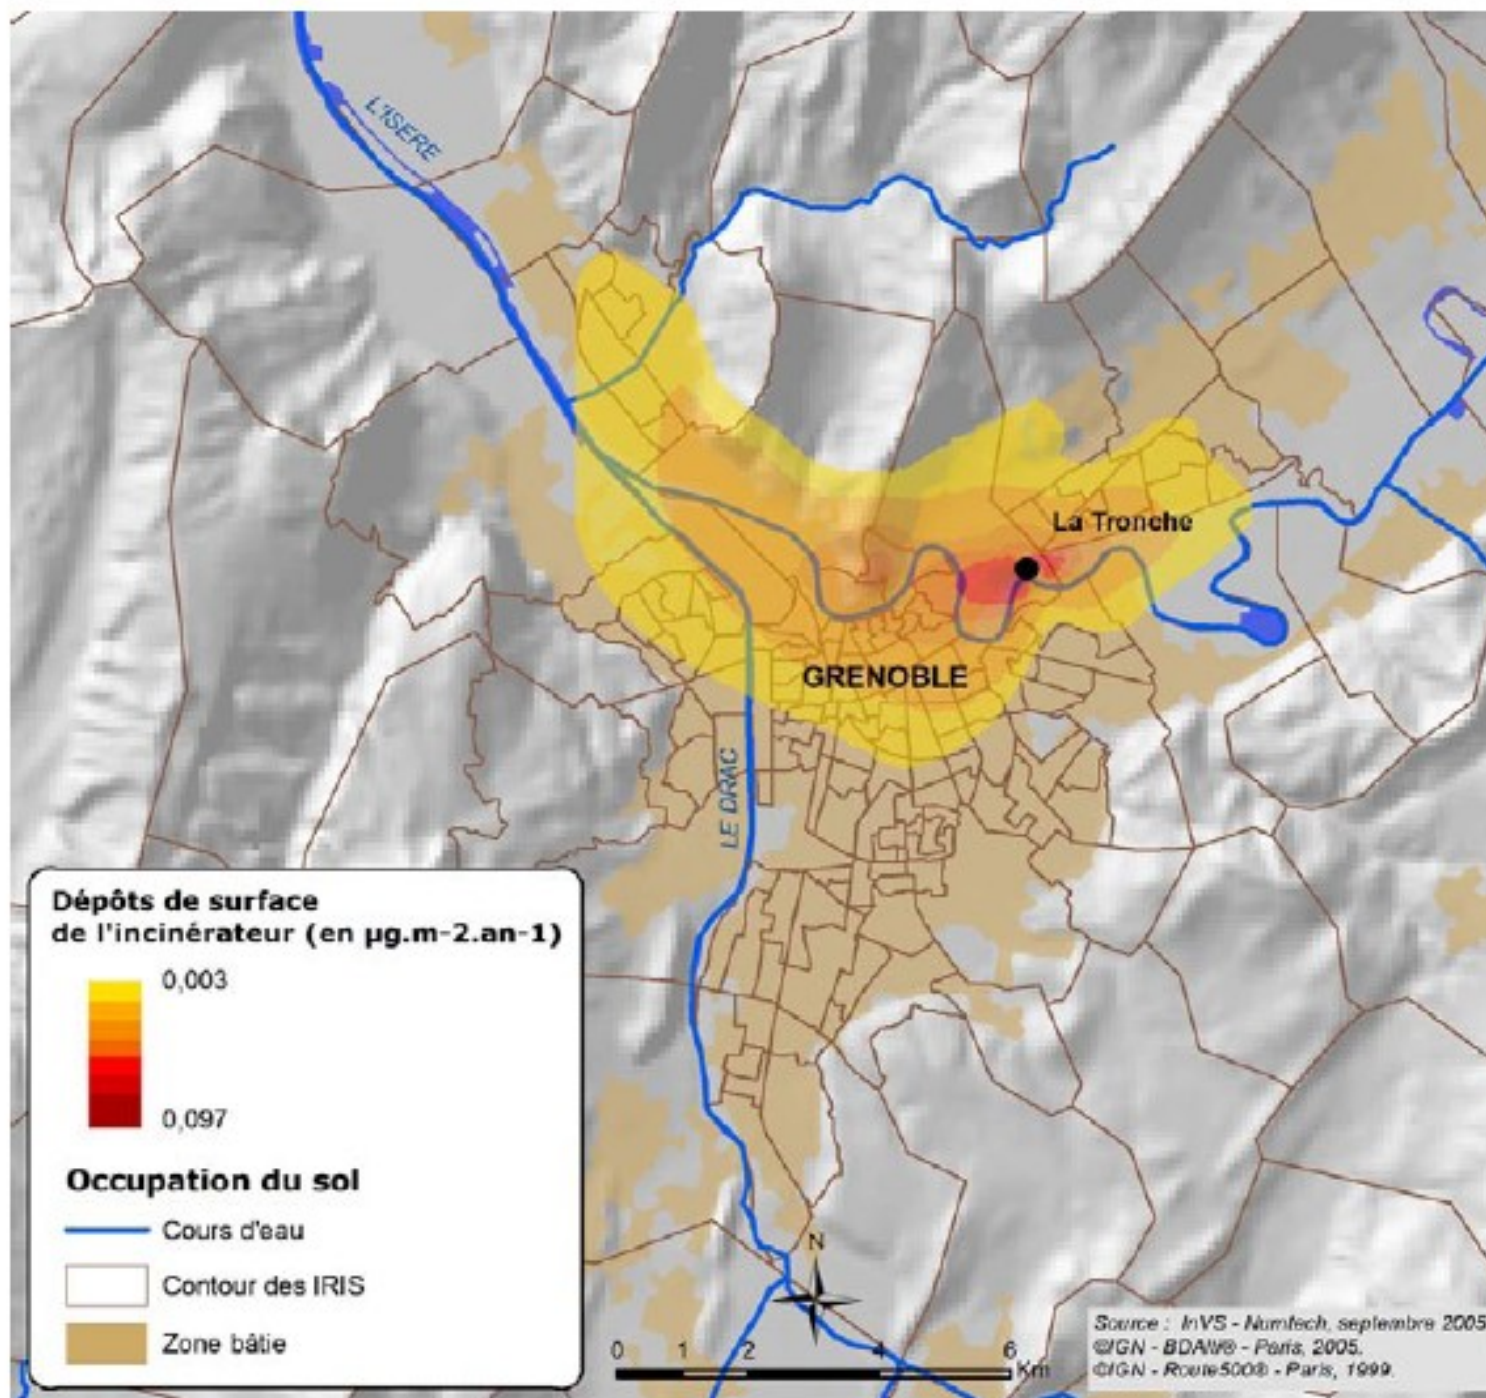 L'ISERE
La Tronche
GRENOBLE
LE DRAC
Dépôts de surface
de l'incinérateur (en µg.m-2.an-1)
0,003
0,097
Occupation du sol
Cours d'eau
Contour des IRIS
Zone bâtie
N
0 1 2 4 6
Km
Source : InVS - Numtech, septembre 2005
©IGN - BDAlti® - Paris, 2005.
©IGN - Route500® - Paris, 1999.